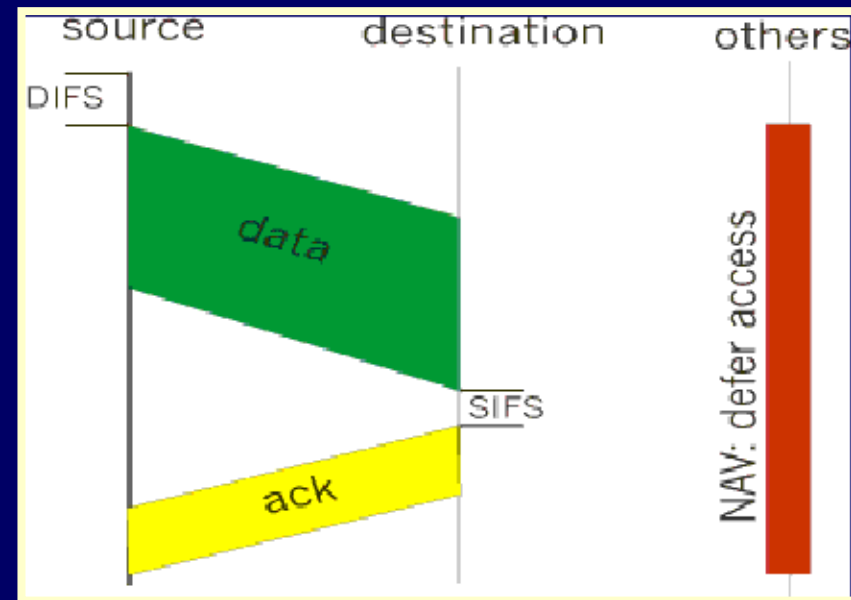 source
destination
others
DIFS
data
SIFS
ack
NAV: defer access